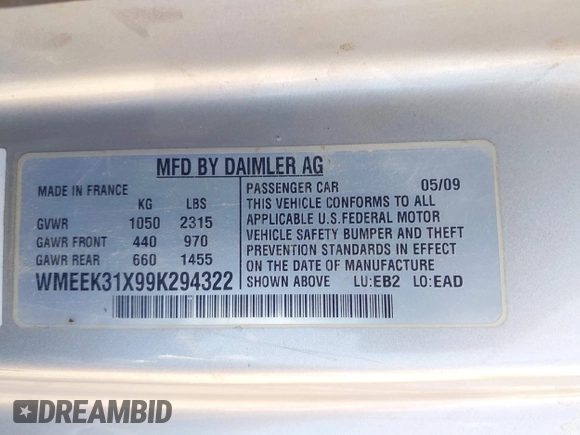 MFD BY DAIMLER AG
MADE IN FRANCE
KG LBS
GVWR 1050 2315
GAWR FRONT 440 970
GAWR REAR 660 1455
WMEEK31X99K294322
PASSENGER CAR 05/09
THIS VEHICLE CONFORMS TO ALL
APPLICABLE U.S.FEDERAL MOTOR
VEHICLE SAFETY BUMPER AND THEFT
PREVENTION STANDARDS IN EFFECT
ON THE DATE OF MANUFACTURE
SHOWN ABOVE LU:EB2 LO:EAD
DREAMBID